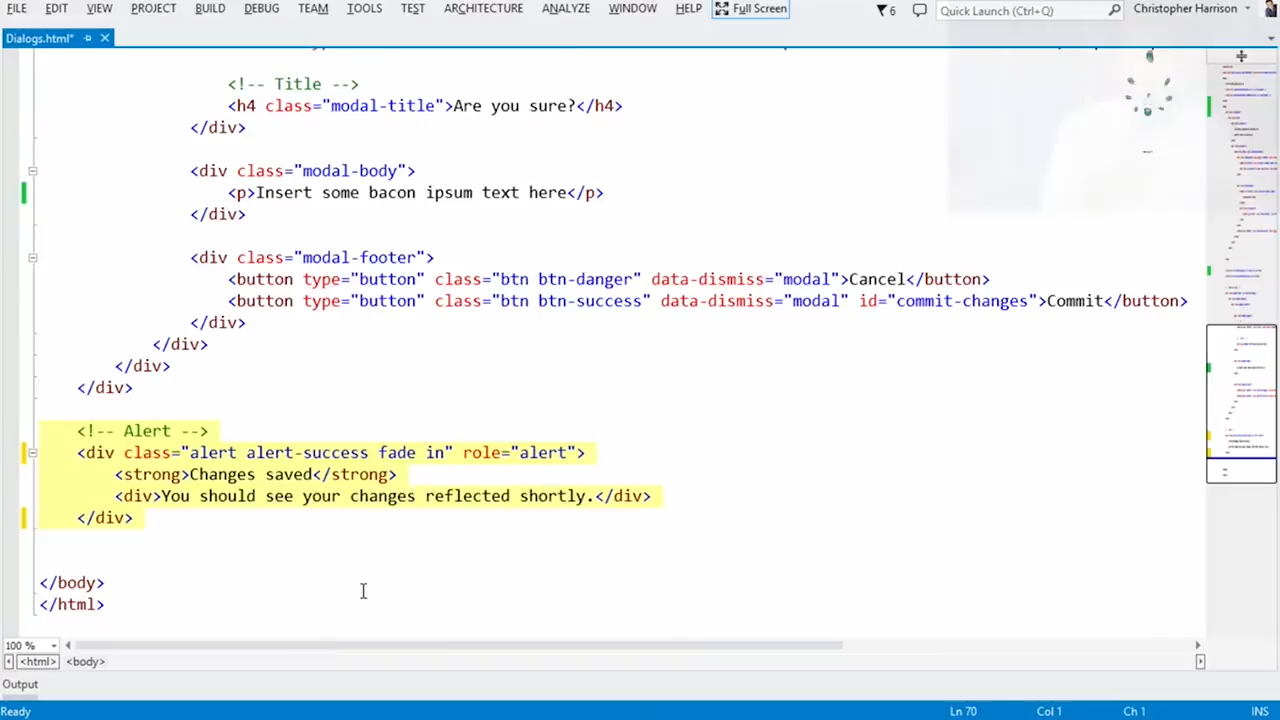 FILE EDIT VIEW PROJECT BUILD DEBUG TEAM TOOLS TEST ARCHITECTURE ANALYZE WINDOW HELP Full Screen 6 Quick Launch (Ctrl+Q) Christopher Harrison
Dialogs.html*
<!-- Title -->
<h4 class="modal-title">Are you sure?</h4>
</div>
<div class="modal-body">
<p>Insert some bacon ipsum text here</p>
</div>
<div class="modal-footer">
<button type="button" class="btn btn-danger" data-dismiss="modal">Cancel</button>
<button type="button" class="btn btn-success" data-dismiss="modal" id="commit-changes">Commit</button>
</div>
</div>
</div>
</div>
<!-- Alert -->
<div class="alert alert-success fade in" role="alert">
<strong>Changes saved</strong>
<div>You should see your changes reflected shortly.</div>
</div>
</body>
</html>
100 %
<html> <body>
Output
Ready Ln 70 Col 1 Ch 1 INS